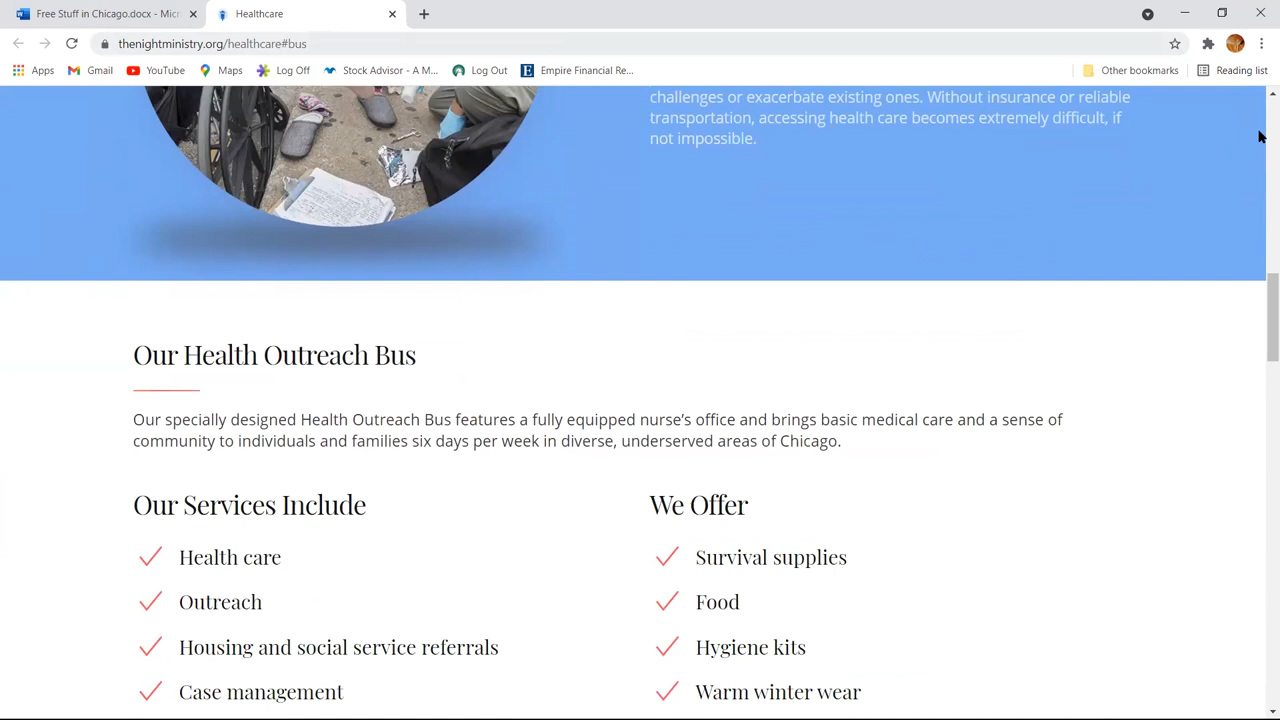 Free Stuff in Chicago.docx - Micr
Healthcare
thenightministry.org/healthcare#bus
Apps
Gmail
YouTube
Maps
Log Off
Stock Advisor - A M...
Log Out
Empire Financial Re...
Other bookmarks
Reading list
challenges or exacerbate existing ones. Without insurance or reliable
transportation, accessing health care becomes extremely difficult, if
not impossible.
Our Health Outreach Bus
Our specially designed Health Outreach Bus features a fully equipped nurse’s office and brings basic medical care and a sense of
community to individuals and families six days per week in diverse, underserved areas of Chicago.
Our Services Include
Health care
Outreach
Housing and social service referrals
Case management
We Offer
Survival supplies
Food
Hygiene kits
Warm winter wear